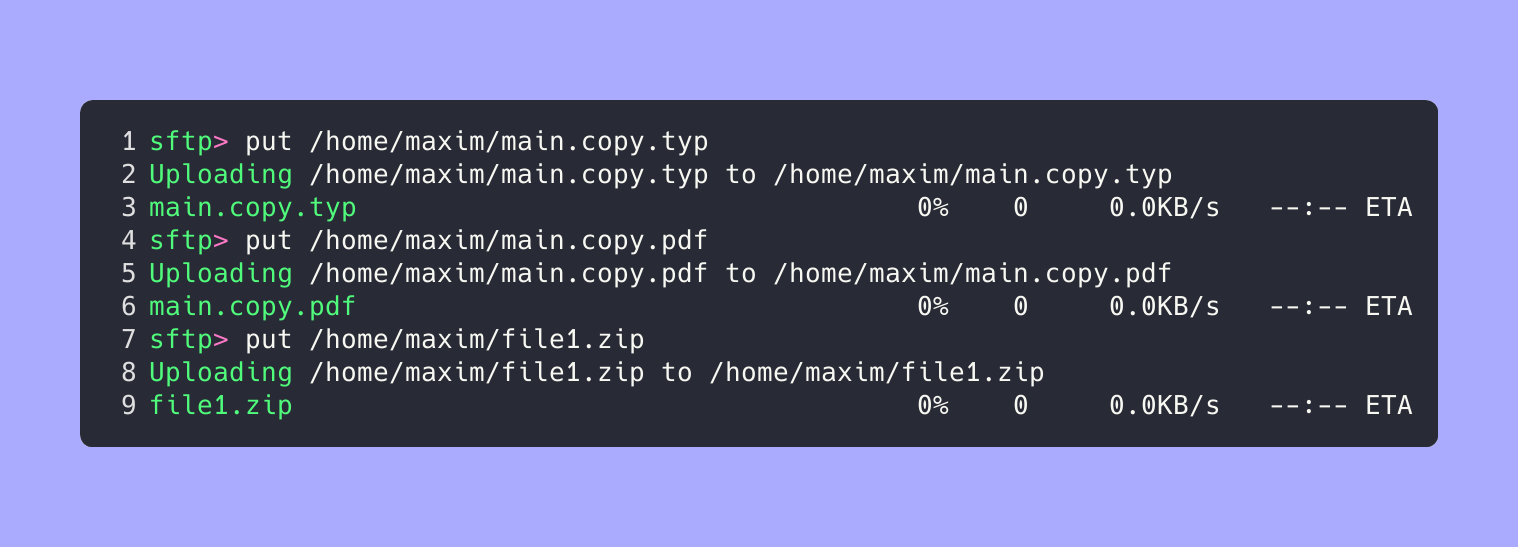 1 sftp> put /home/maxim/main.copy.typ
2 Uploading /home/maxim/main.copy.typ to /home/maxim/main.copy.typ
3 main.copy.typ                                   0%    0     0.0KB/s   --:-- ETA
4 sftp> put /home/maxim/main.copy.pdf
5 Uploading /home/maxim/main.copy.pdf to /home/maxim/main.copy.pdf
6 main.copy.pdf                                   0%    0     0.0KB/s   --:-- ETA
7 sftp> put /home/maxim/file1.zip
8 Uploading /home/maxim/file1.zip to /home/maxim/file1.zip
9 file1.zip                                       0%    0     0.0KB/s   --:-- ETA